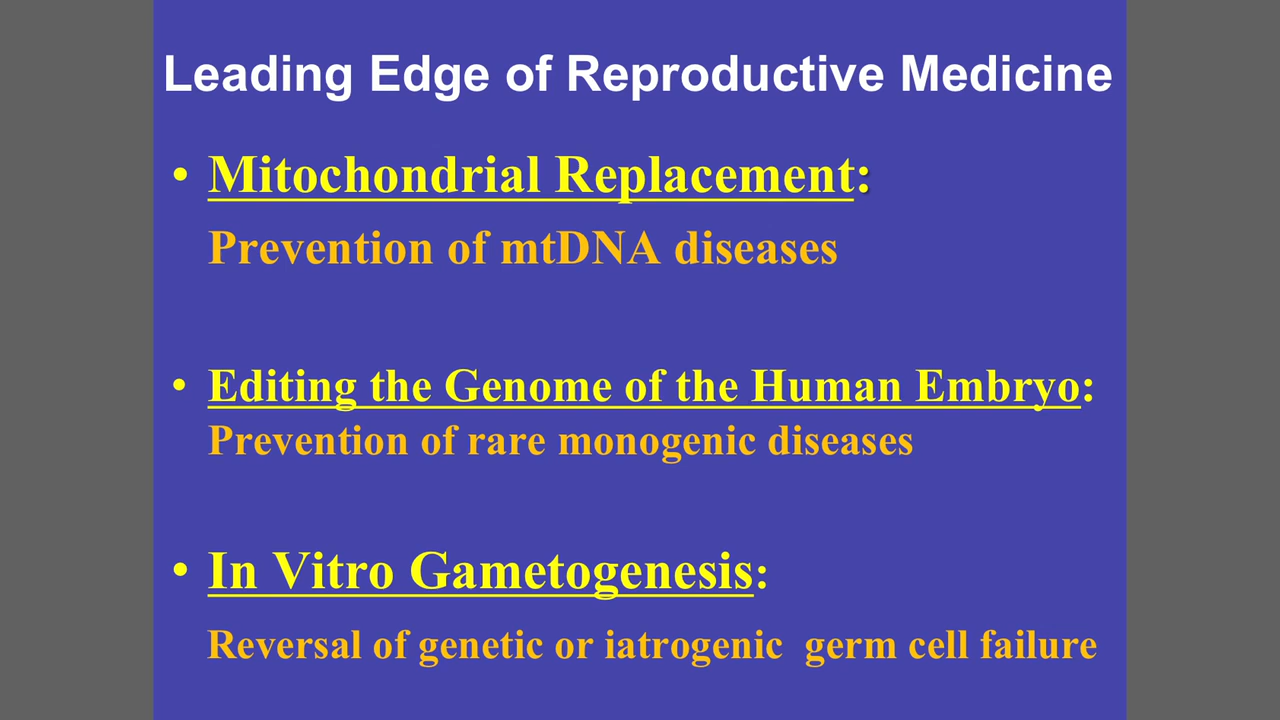 Leading Edge of Reproductive Medicine
• Mitochondrial Replacement:
Prevention of mtDNA diseases
• Editing the Genome of the Human Embryo:
Prevention of rare monogenic diseases
• In Vitro Gametogenesis:
Reversal of genetic or iatrogenic  germ cell failure